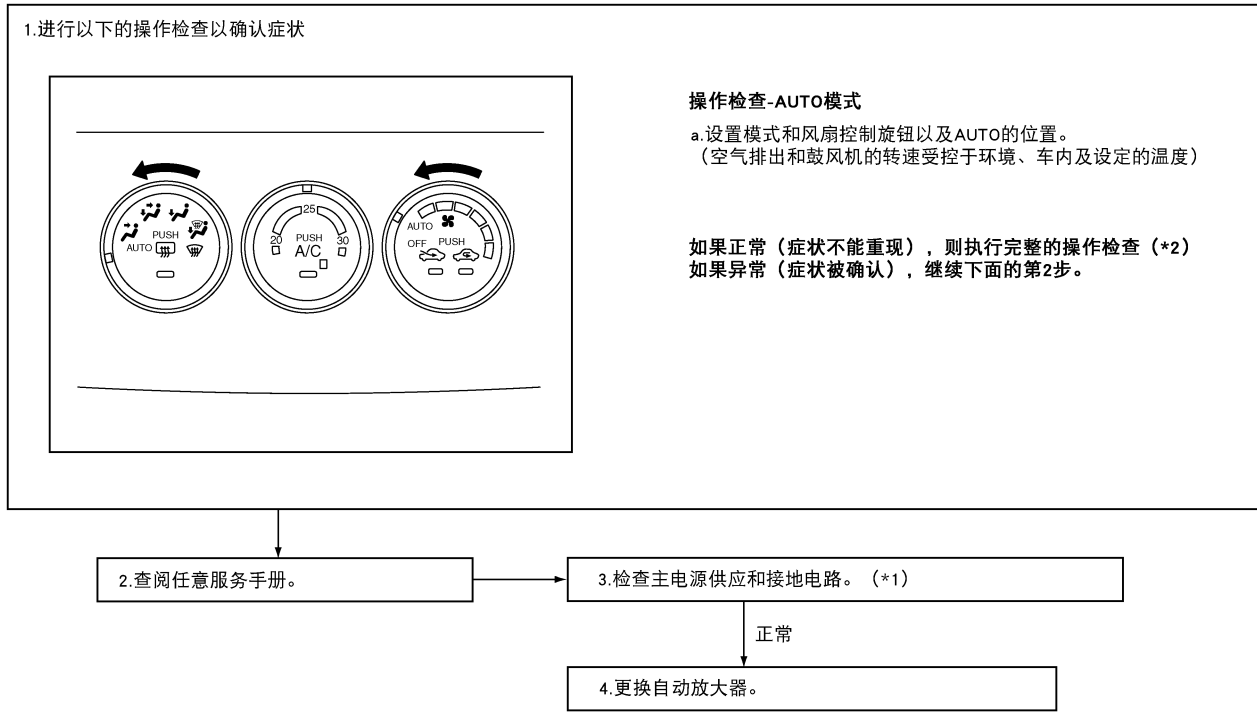 1.进行以下的操作检查以确认症状
操作检查-AUTO模式
a.设置模式和风扇控制旋钮以及AUTO的位置。
（空气排出和鼓风机的转速受控于环境、车内及设定的温度）
如果正常（症状不能重现），则执行完整的操作检查（*2）
如果异常（症状被确认），继续下面的第2步。
PUSH
AUTO
25
20
PUSH
30
A/C
AUTO
OFF
PUSH
2.查阅任意服务手册。
3.检查主电源供应和接地电路。（*1）
正常
4.更换自动放大器。